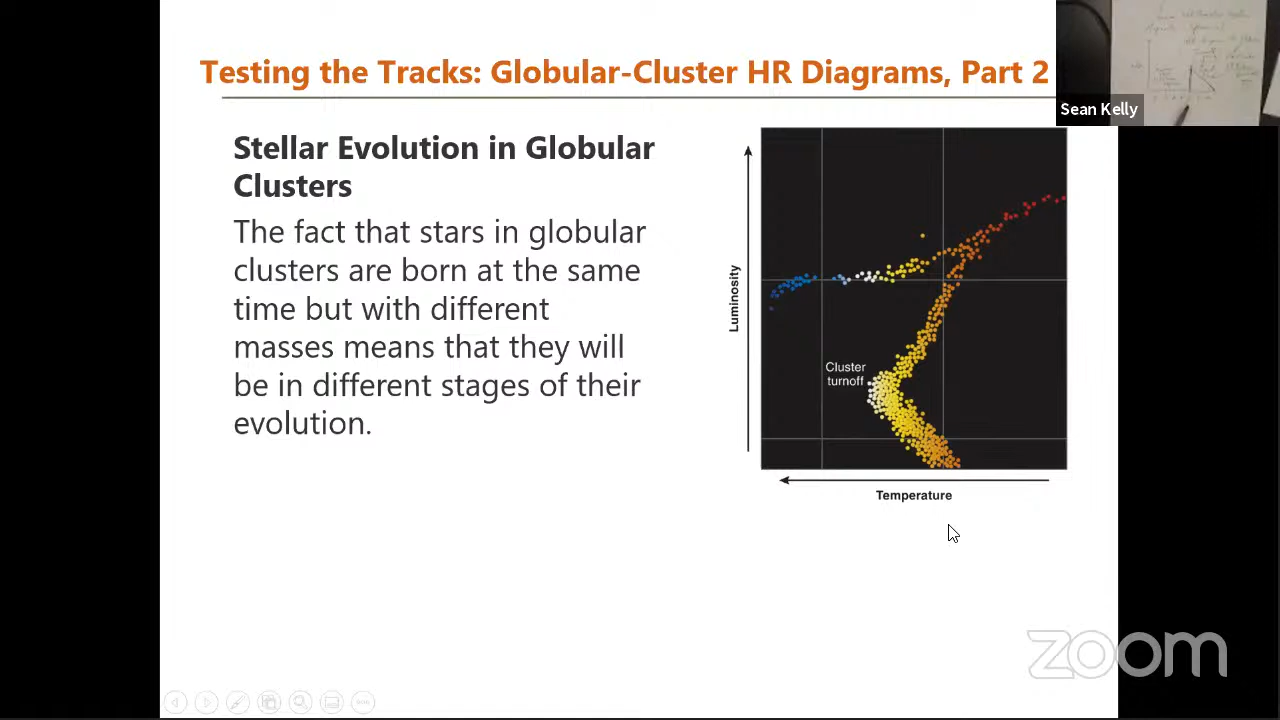 Testing the Tracks: Globular-Cluster HR Diagrams, Part 2
Sean Kelly
Stellar Evolution in Globular
Clusters
The fact that stars in globular
clusters are born at the same
time but with different
masses means that they will
be in different stages of their
evolution.
Luminosity
Cluster
turnoff
Temperature
zoom